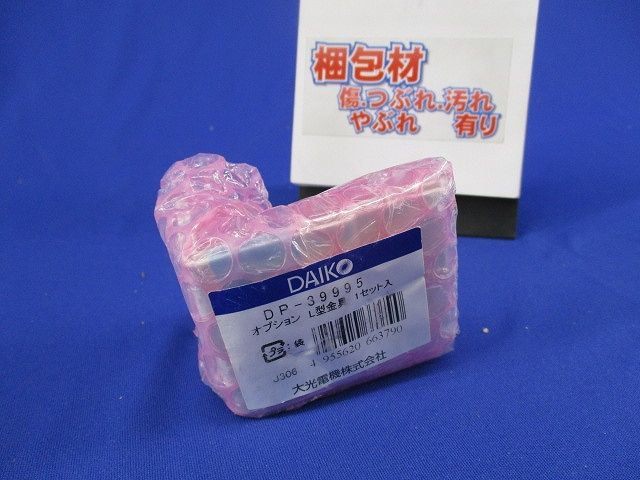 梱包材
傷.つぶれ.汚れ
やぶれ 有り
DAIKO
DP-39995
オプション L型金具 1セット入
プラ :袋
J306
4 955620 663790
大光電機株式会社